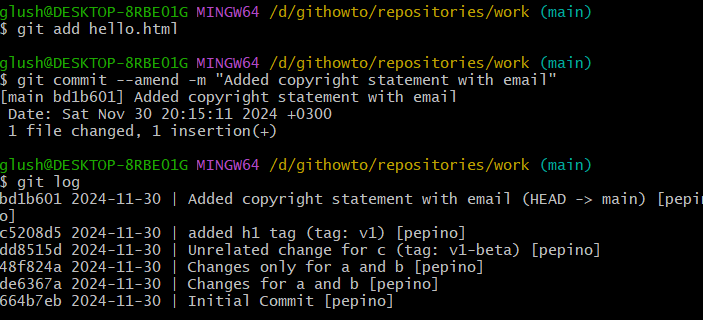 glush@DESKTOP-8RBE01G MINGW64 /d/githowto/repositories/work (main)
$ git add hello.html
glush@DESKTOP-8RBE01G MINGW64 /d/githowto/repositories/work (main)
$ git commit --amend -m "Added copyright statement with email"
[main bd1b601] Added copyright statement with email
Date: Sat Nov 30 20:15:11 2024 +0300
1 file changed, 1 insertion(+)
glush@DESKTOP-8RBE01G MINGW64 /d/githowto/repositories/work (main)
$ git log
bd1b601 2024-11-30 | Added copyright statement with email (HEAD -> main) [pepin
o]
c5208d5 2024-11-30 | added h1 tag (tag: v1) [pepino]
dd8515d 2024-11-30 | Unrelated change for c (tag: v1-beta) [pepino]
48f824a 2024-11-30 | Changes only for a and b [pepino]
de6367a 2024-11-30 | Changes for a and b [pepino]
664b7eb 2024-11-30 | Initial Commit [pepino]